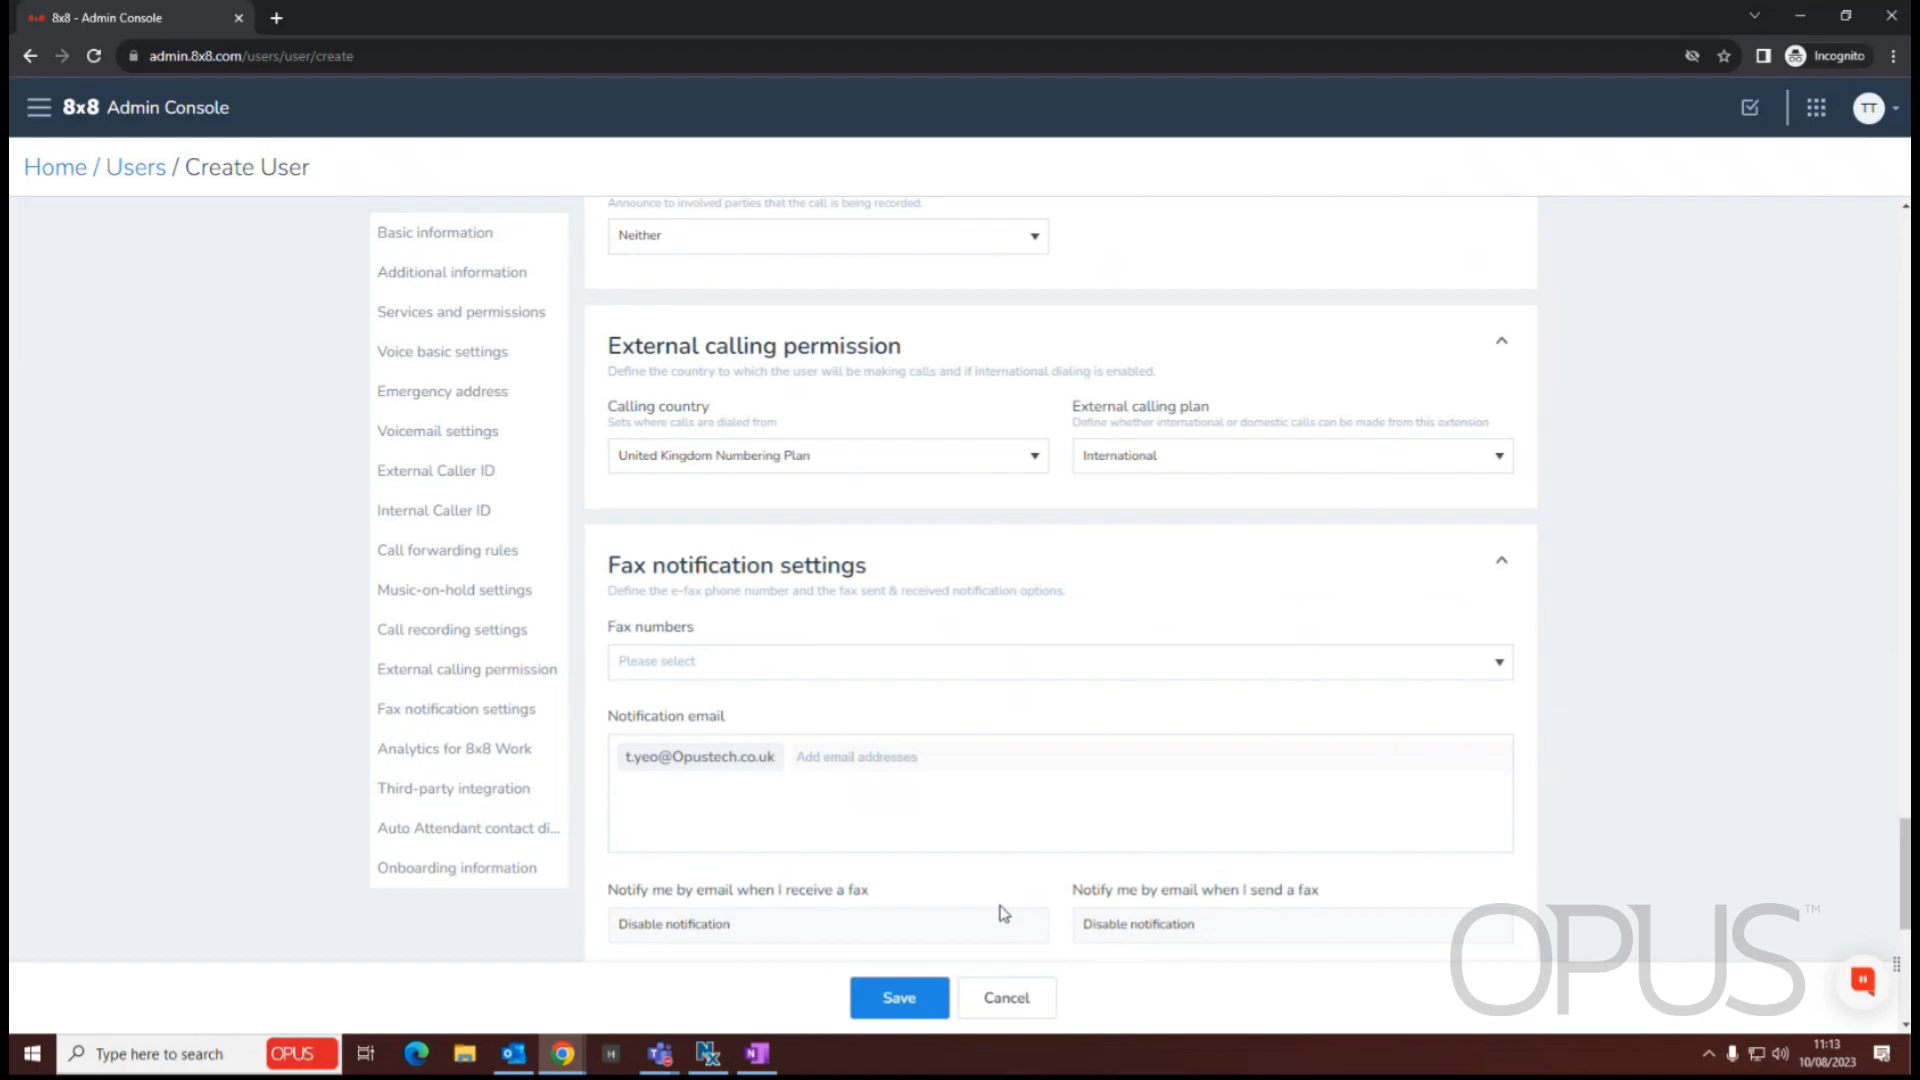 8x8 - Admin Console
admin.8x8.com/users/user/create
Incognito
8x8 Admin Console
TT
Home / Users / Create User
Basic information
Additional information
Services and permissions
Voice basic settings
Emergency address
Voicemail settings
External Caller ID
Internal Caller ID
Call forwarding rules
Music-on-hold settings
Call recording settings
External calling permission
Fax notification settings
Analytics for 8x8 Work
Third-party integration
Auto Attendant contact di...
Onboarding information
Announce to involved parties that the call is being recorded.
Neither
External calling permission
Define the country to which the user will be making calls and if international dialing is enabled.
Calling country
Sets where calls are dialed from
United Kingdom Numbering Plan
External calling plan
Define whether international or domestic calls can be made from this extension
International
Fax notification settings
Define the e-fax phone number and the fax sent & received notification options.
Fax numbers
Please select
Notification email
t.yeo@Opustech.co.uk Add email addresses
Notify me by email when I receive a fax
Disable notification
Notify me by email when I send a fax
Disable notification
Save
Cancel
OPUS™
Type here to search
OPUS
H
N
11:13
10/08/2023